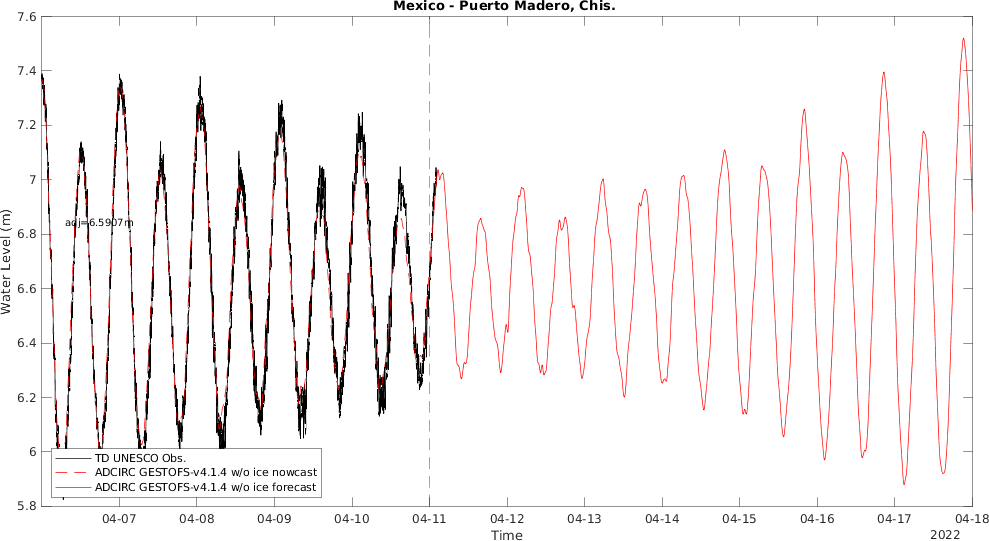 Mexico - Puerto Madero, Chis.
7.6
7.4
7.2
7
6.8
6.6
6.4
6.2
6
5.8
Water Level (m)
adj=6.5907m
TD UNESCO Obs.
ADCIRC GESTOFS-v4.1.4 w/o ice nowcast
ADCIRC GESTOFS-v4.1.4 w/o ice forecast
04-07 04-08 04-09 04-10 04-11 04-12 04-13 04-14 04-15 04-16 04-17 04-18
Time
2022